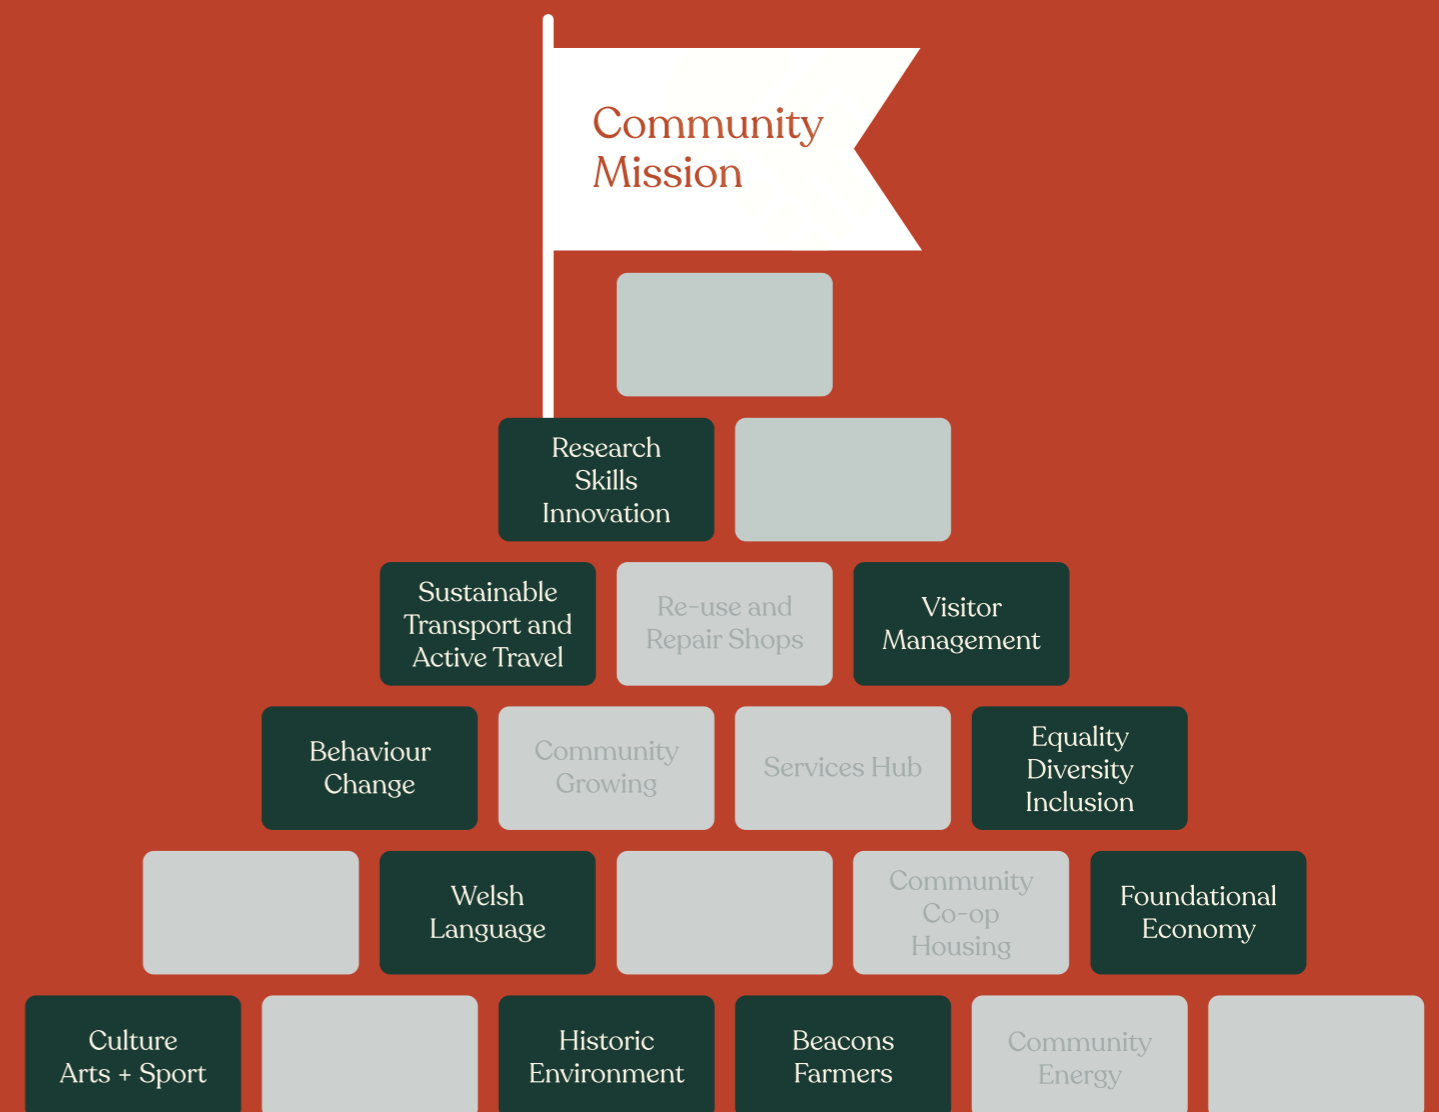 Community
Mission
Research
Skills
Innovation
Sustainable
Transport and
Active Travel
Re-use and
Repair Shops
Visitor
Management
Behaviour
Change
Community
Growing
Services Hub
Equality
Diversity
Inclusion
Welsh
Language
Community
Co-op
Housing
Foundational
Economy
Culture
Arts + Sport
Historic
Environment
Beacons
Farmers
Community
Energy